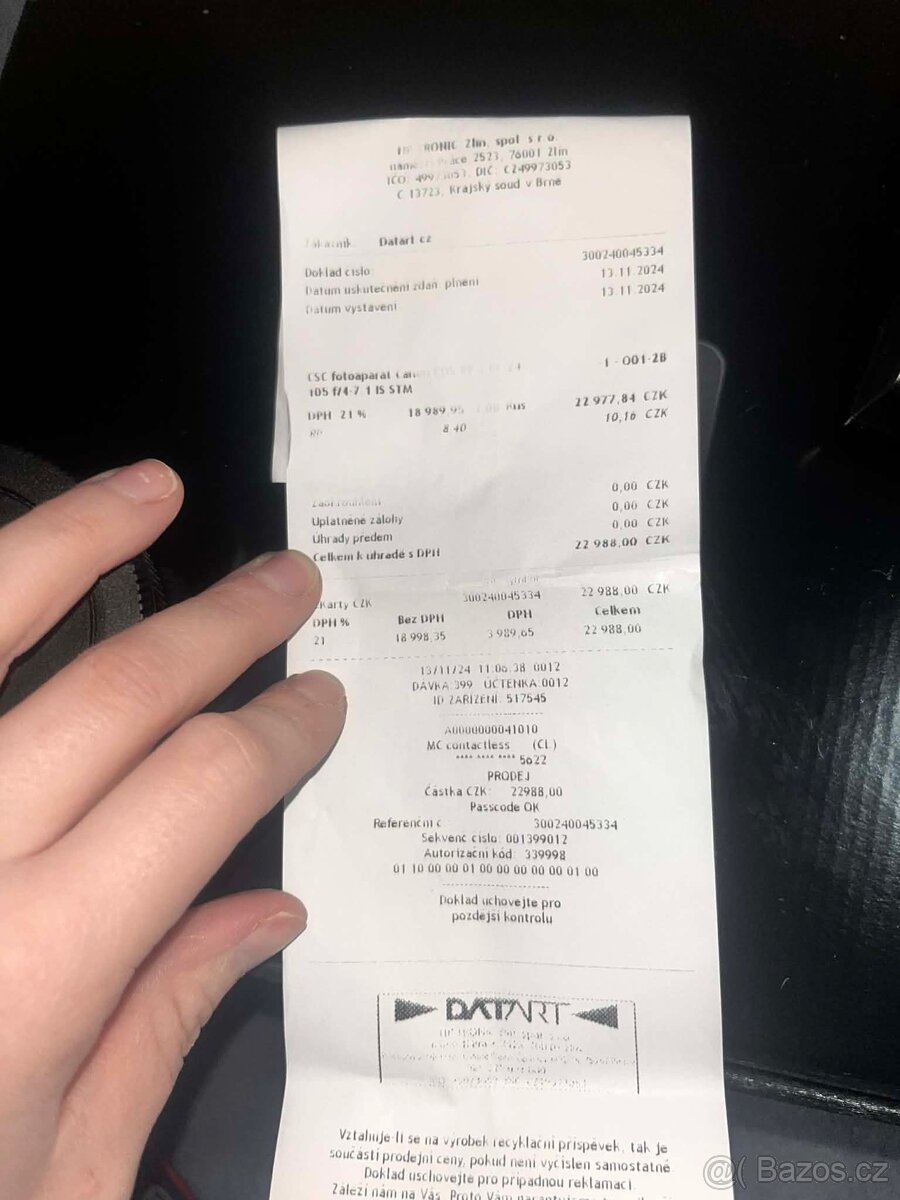 RONIC Zlín, spol. s r.o.
náměstí Práce 2523, 76001 Zlín
IČO: 49973053, DIČ: CZ49973053
C 13723, Krajský soud v Brně
Zákazník: Datart cz
Doklad číslo: 300240045334
Datum uskutečnění zdaň. plnění 13.11.2024
Datum vystavení 13.11.2024
CSC fotoaparát 1 - 001-2B
105 f/4-7.1 IS STM
DPH 21 % 18 989,95 22 977,84 CZK
RP 8.40 10,16 CZK
Zaokrouhlení 0,00 CZK
Uplatněné zálohy 0,00 CZK
Úhrady předem 0,00 CZK
Celkem k úhradě s DPH 22 988,00 CZK
Karty CZK 300240045334 22 988,00 CZK
DPH % Bez DPH DPH Celkem
21 18 998,35 3 989,65 22 988,00
13/11/24 11:06:38 0012
DÁVKA:399 ÚČTENKA:0012
ID ZAŘÍZENÍ: 517545
A0000000041010
MC contactless (CL)
**** **** **** 5622
PRODEJ
Částka CZK: 22988,00
Passcode OK
Referenční č 300240045334
Sekvenč číslo: 001399012
Autorizační kód: 339998
01 10 00 00 01 00 00 00 00 00 01 00
Doklad uchovejte pro
pozdější kontrolu
DATART
Vztahuje-li se na výrobek recyklační příspěvek, tak je
součástí prodejní ceny, pokud není vyčíslen samostatně.
Doklad uschovejte pro případnou reklamaci.
Záleží nám na Vás. Proto Vám
@( Bazos.cz